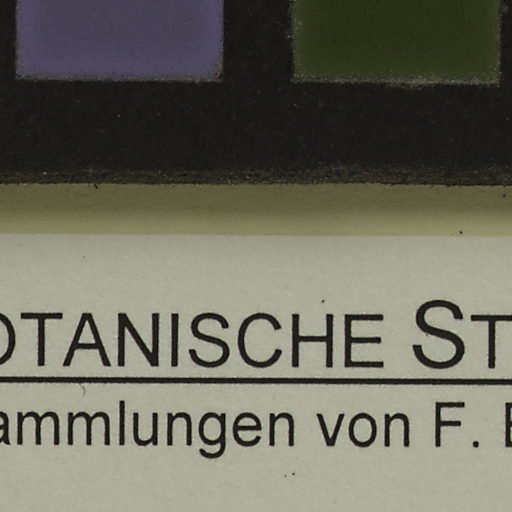 OTANISCHE ST
ammlungen von F.